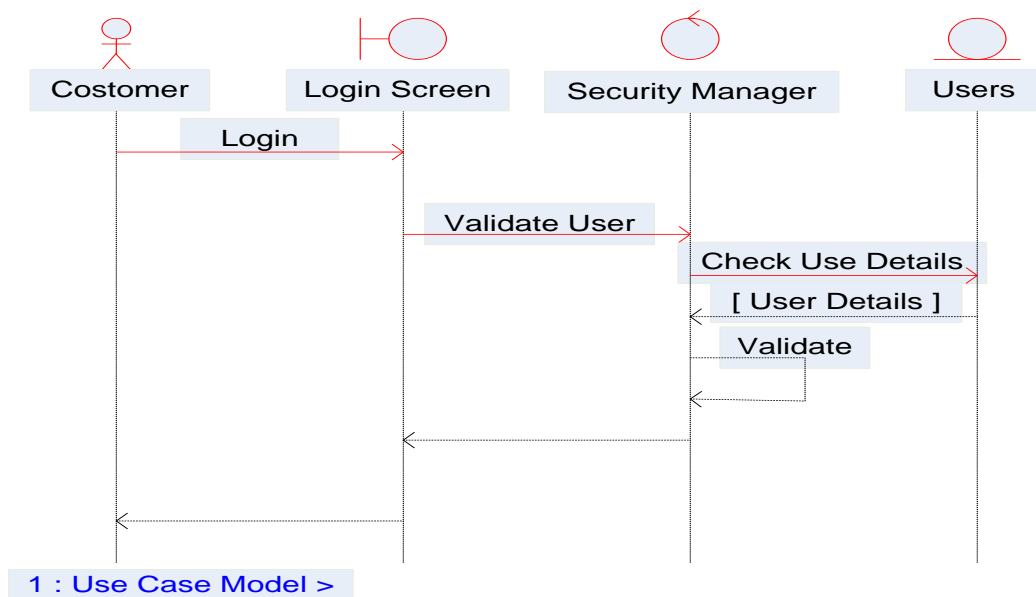 Costomer
Login Screen
Security Manager
Users
Login
Validate User
Check Use Details
[ User Details ]
Validate
1 : Use Case Model >